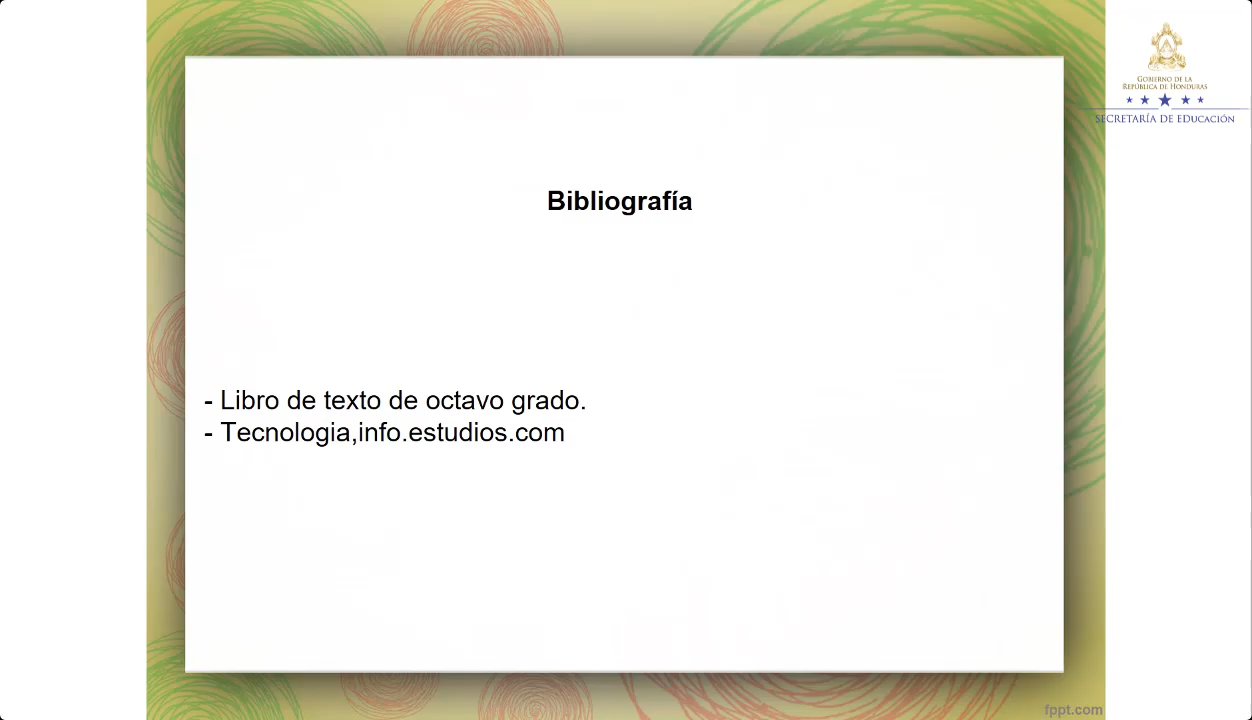 GOBIERNO DE LA
REPÚBLICA DE HONDURAS
SECRETARÍA DE EDUCACIÓN
Bibliografía
- Libro de texto de octavo grado.
- Tecnologia,info.estudios.com
fppt.com